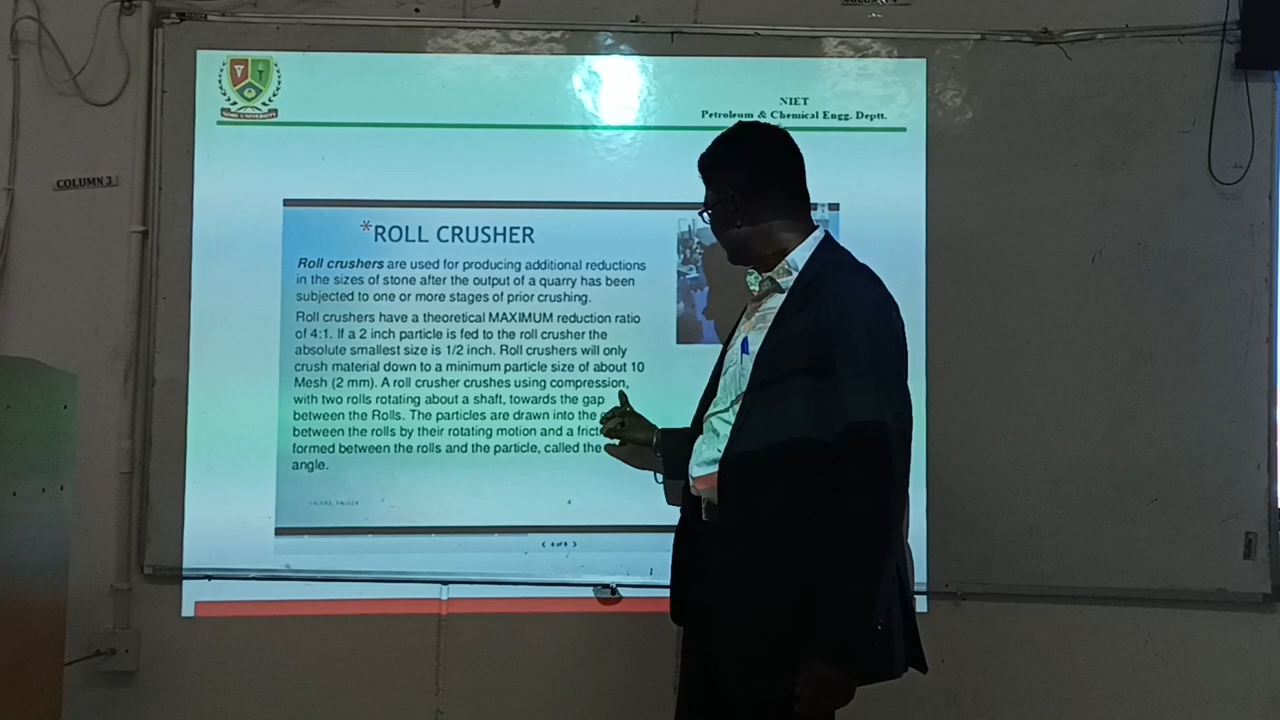 NIMS UNIVERSITY
NIET
Petroleum & Chemical Engg. Deptt.
COLUMN 3
*ROLL CRUSHER
Roll crushers are used for producing additional reductions
in the sizes of stone after the output of a quarry has been
subjected to one or more stages of prior crushing.
Roll crushers have a theoretical MAXIMUM reduction ratio
of 4:1. If a 2 inch particle is fed to the roll crusher the
absolute smallest size is 1/2 inch. Roll crushers will only
crush material down to a minimum particle size of about 10
Mesh (2 mm). A roll crusher crushes using compression,
with two rolls rotating about a shaft, towards the gap
between the Rolls. The particles are drawn into the
between the rolls by their rotating motion and a
formed between the rolls and the particle, called the
angle.
4